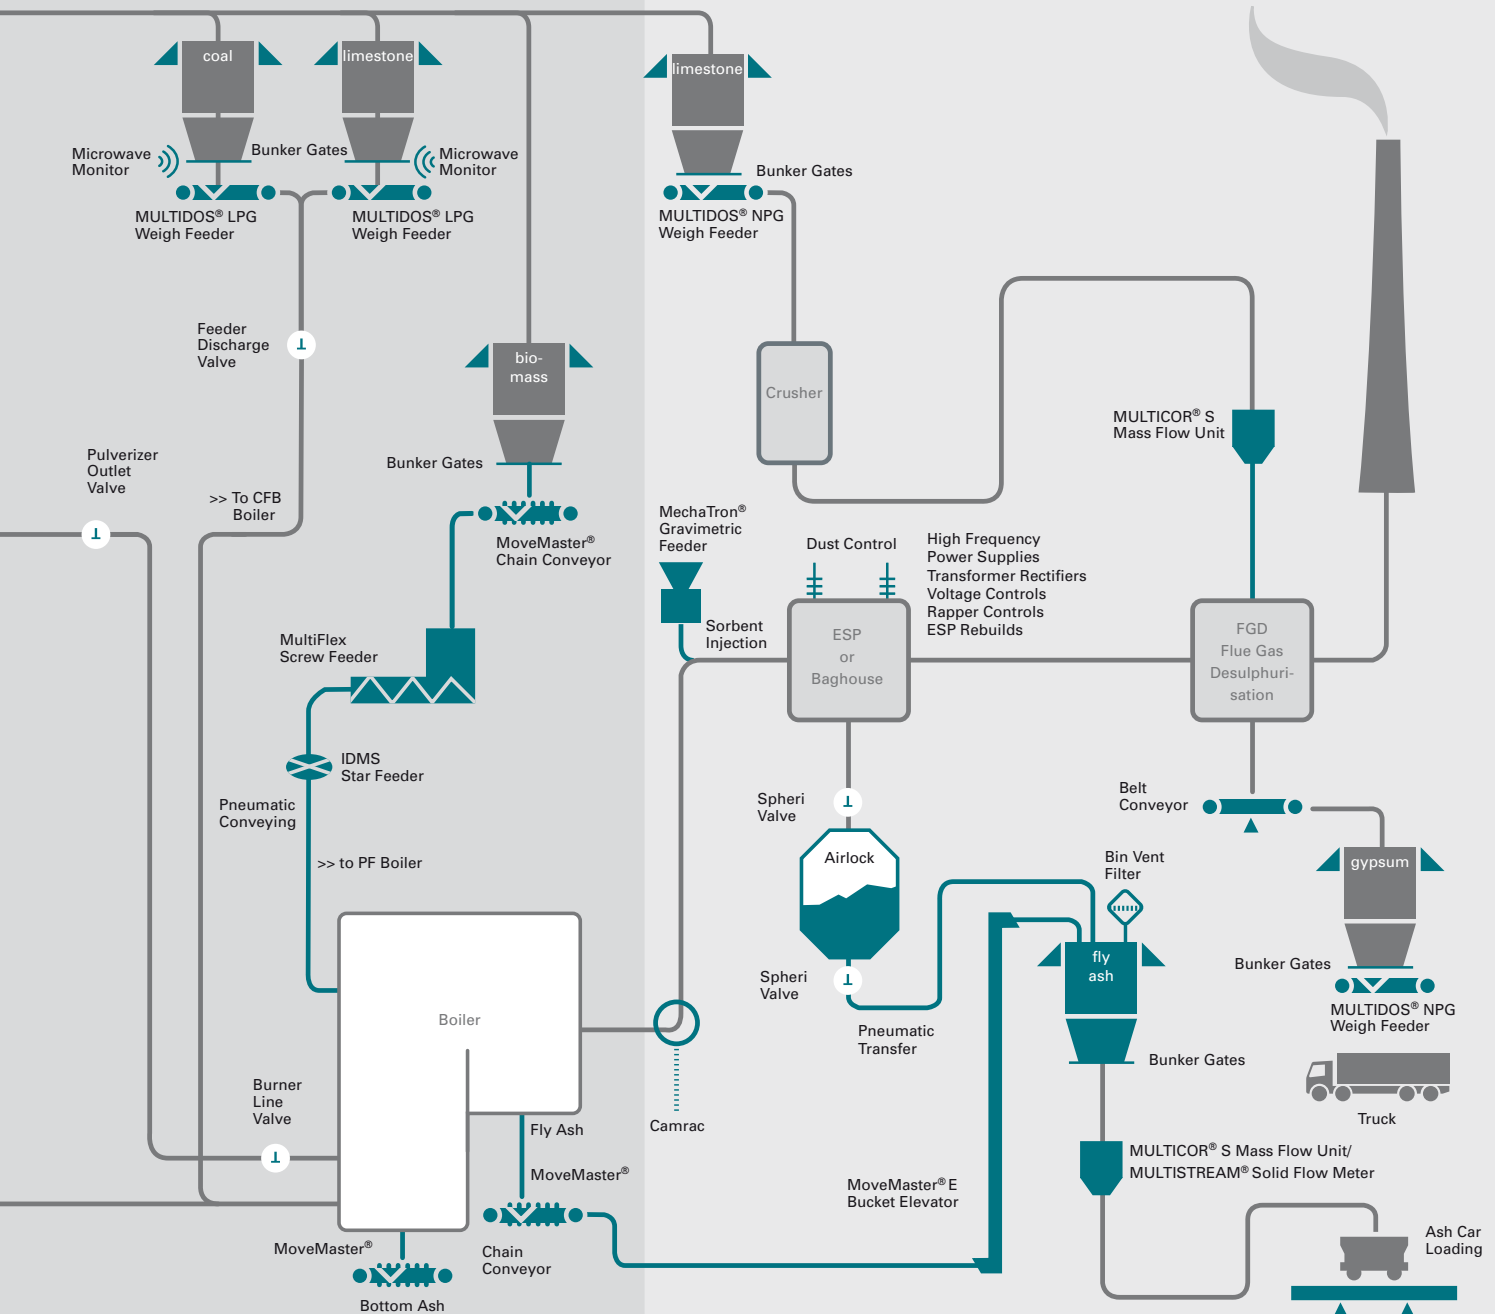 coal
limestone
limestone
Microwave
Monitor
Bunker Gates
Microwave
Monitor
Bunker Gates
MULTIDOS® LPG
Weigh Feeder
MULTIDOS® LPG
Weigh Feeder
MULTIDOS® NPG
Weigh Feeder
Feeder
Discharge
Valve
bio-
mass
Crusher
MULTICOR® S
Mass Flow Unit
Pulverizer
Outlet
Valve
Bunker Gates
>> To CFB
Boiler
MoveMaster®
Chain Conveyor
MechaTron®
Gravimetric
Feeder
Dust Control
High Frequency
Power Supplies
Transformer Rectifiers
Voltage Controls
Rapper Controls
ESP Rebuilds
Sorbent
Injection
ESP
or
Baghouse
FGD
Flue Gas
Desulphuri-
sation
MultiFlex
Screw Feeder
IDMS
Star Feeder
Pneumatic
Conveying
>> to PF Boiler
Spheri
Valve
Belt
Conveyor
Airlock
Bin Vent
Filter
gypsum
fly
ash
Spheri
Valve
Bunker Gates
MULTIDOS® NPG
Weigh Feeder
Boiler
Pneumatic
Transfer
Bunker Gates
Truck
Burner
Line
Valve
Fly Ash
Camrac
MoveMaster®
MULTICOR® S Mass Flow Unit/
MULTISTREAM® Solid Flow Meter
MoveMaster® E
Bucket Elevator
MoveMaster®
Chain
Conveyor
Ash Car
Loading
Bottom Ash